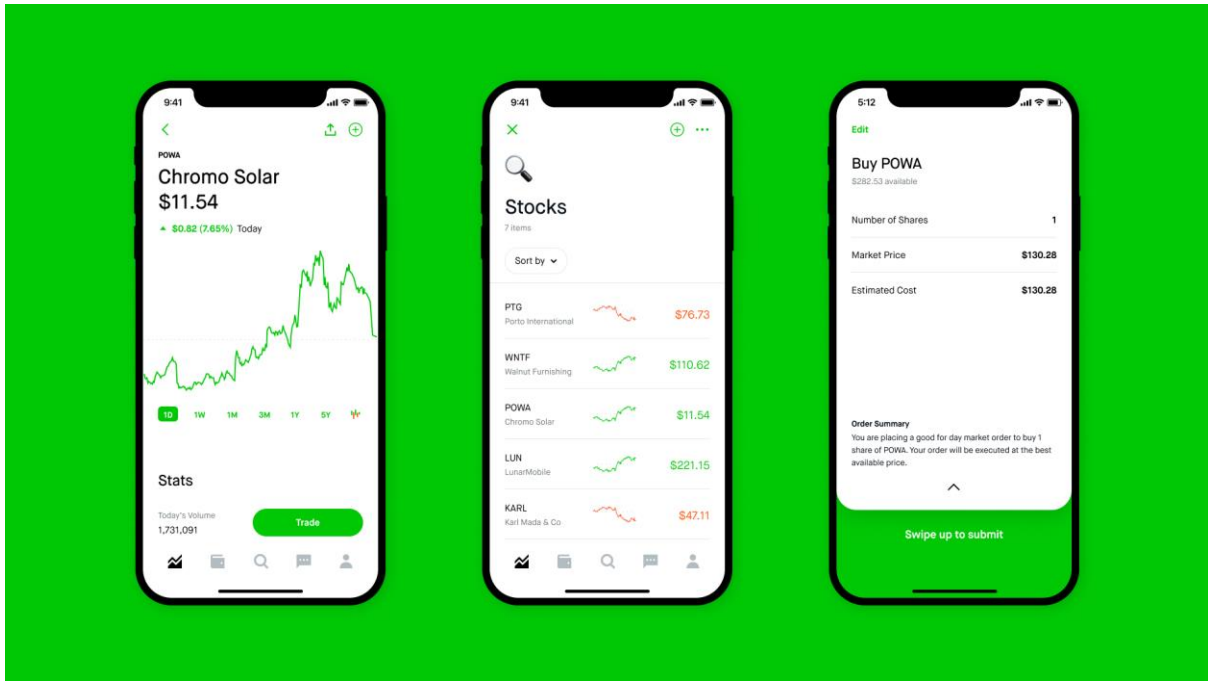 9:41
POWA
Chromo Solar
$11.54
$0.82 (7.65%) Today
1D 1W 1M 3M 1Y 5Y
Stats
Today's Volume
1,731,091
Trade
9:41
Stocks
7 items
Sort by
PTG
Porto International
$76.73
WNTF
Walnut Furnishing
$110.62
POWA
Chromo Solar
$11.54
LUN
LunarMobile
$221.15
KARL
Karl Mada & Co
$47.11
5:12
Edit
Buy POWA
$282.53 available
Number of Shares 1
Market Price $130.28
Estimated Cost $130.28
Order Summary
You are placing a good for day market order to buy 1
share of POWA. Your order will be executed at the best
available price.
Swipe up to submit